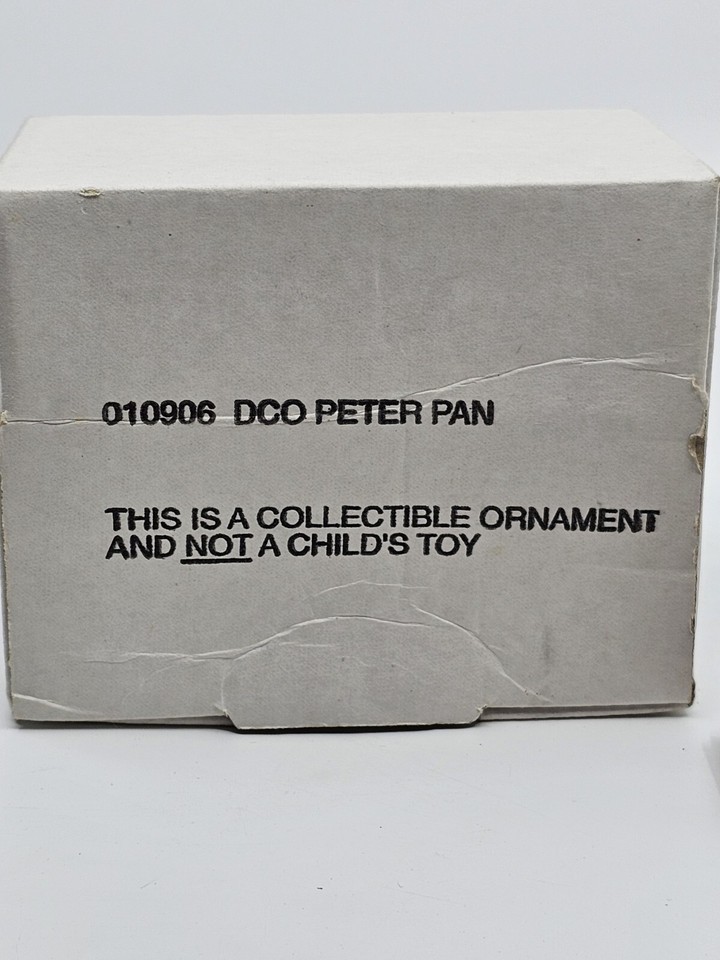 010906 DCO PETER PAN
THIS IS A COLLECTIBLE ORNAMENT
AND NOT A CHILD'S TOY